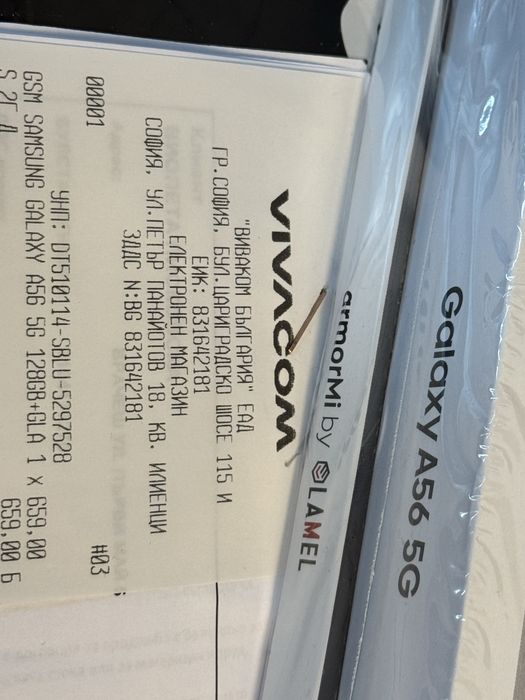 Galaxy A56 5G
armorMi by LAMEL
VIVACOM
"ВИВАКОМ БЪЛГАРИЯ" ЕАД
ГР.СОФИЯ, БУЛ.ЦАРИГРАДСКО ШОСЕ 115 И
ЕИК: 831642181
ЕЛЕКТРОНЕН МАГАЗИН
СОФИЯ, УЛ.ПЕТЪР ПАНАЙОТОВ 18, КВ. ИЛИЕНЦИ
ЗДДС N:BG 831642181
00001 #03
УНП: DT510114-SBLU-5297528
GSM SAMSUNG GALAXY A56 5G 128GB+GLA 1 x 659,00
659,00 Б